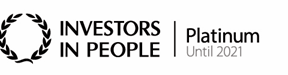 INVESTORS
IN PEOPLE
Platinum
Until 2021